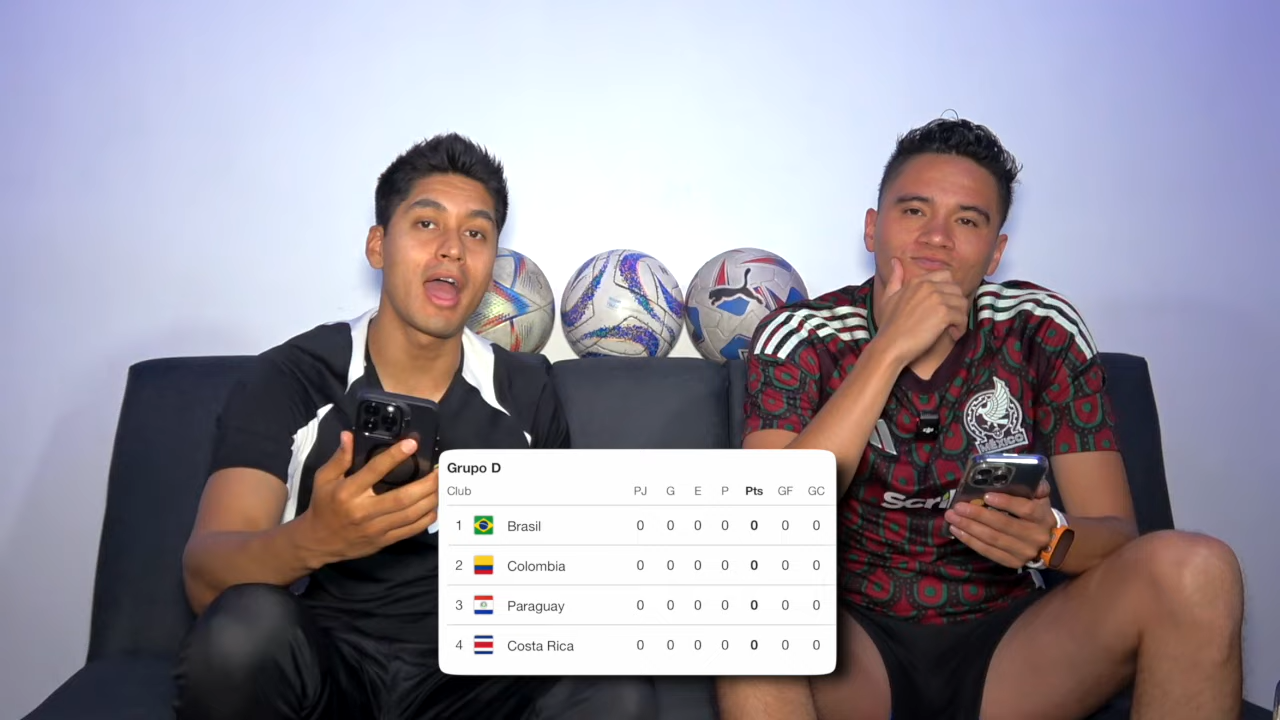 Grupo D
Club PJ G E P Pts GF GC
1 Brasil 0 0 0 0 0 0 0
2 Colombia 0 0 0 0 0 0 0
3 Paraguay 0 0 0 0 0 0 0
4 Costa Rica 0 0 0 0 0 0 0
MÉXICO